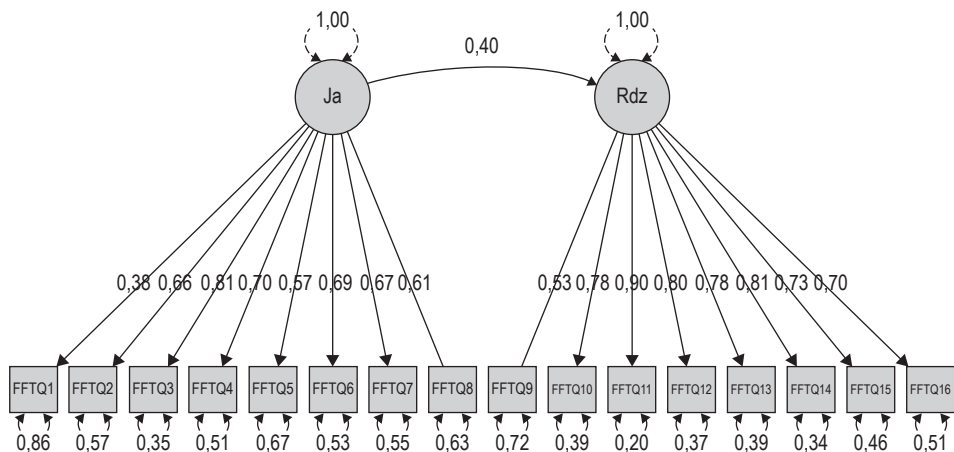 1,00 1,00
0,40
Ja Rdz
0,38 0,66 0,81 0,70 0,57 0,69 0,67 0,61 0,53 0,78 0,90 0,80 0,78 0,81 0,73 0,70
FFTQ1 FFTQ2 FFTQ3 FFTQ4 FFTQ5 FFTQ6 FFTQ7 FFTQ8 FFTQ9 FFTQ10 FFTQ11 FFTQ12 FFTQ13 FFTQ14 FFTQ15 FFTQ16
0,86 0,57 0,35 0,51 0,67 0,53 0,55 0,63 0,72 0,39 0,20 0,37 0,39 0,34 0,46 0,51